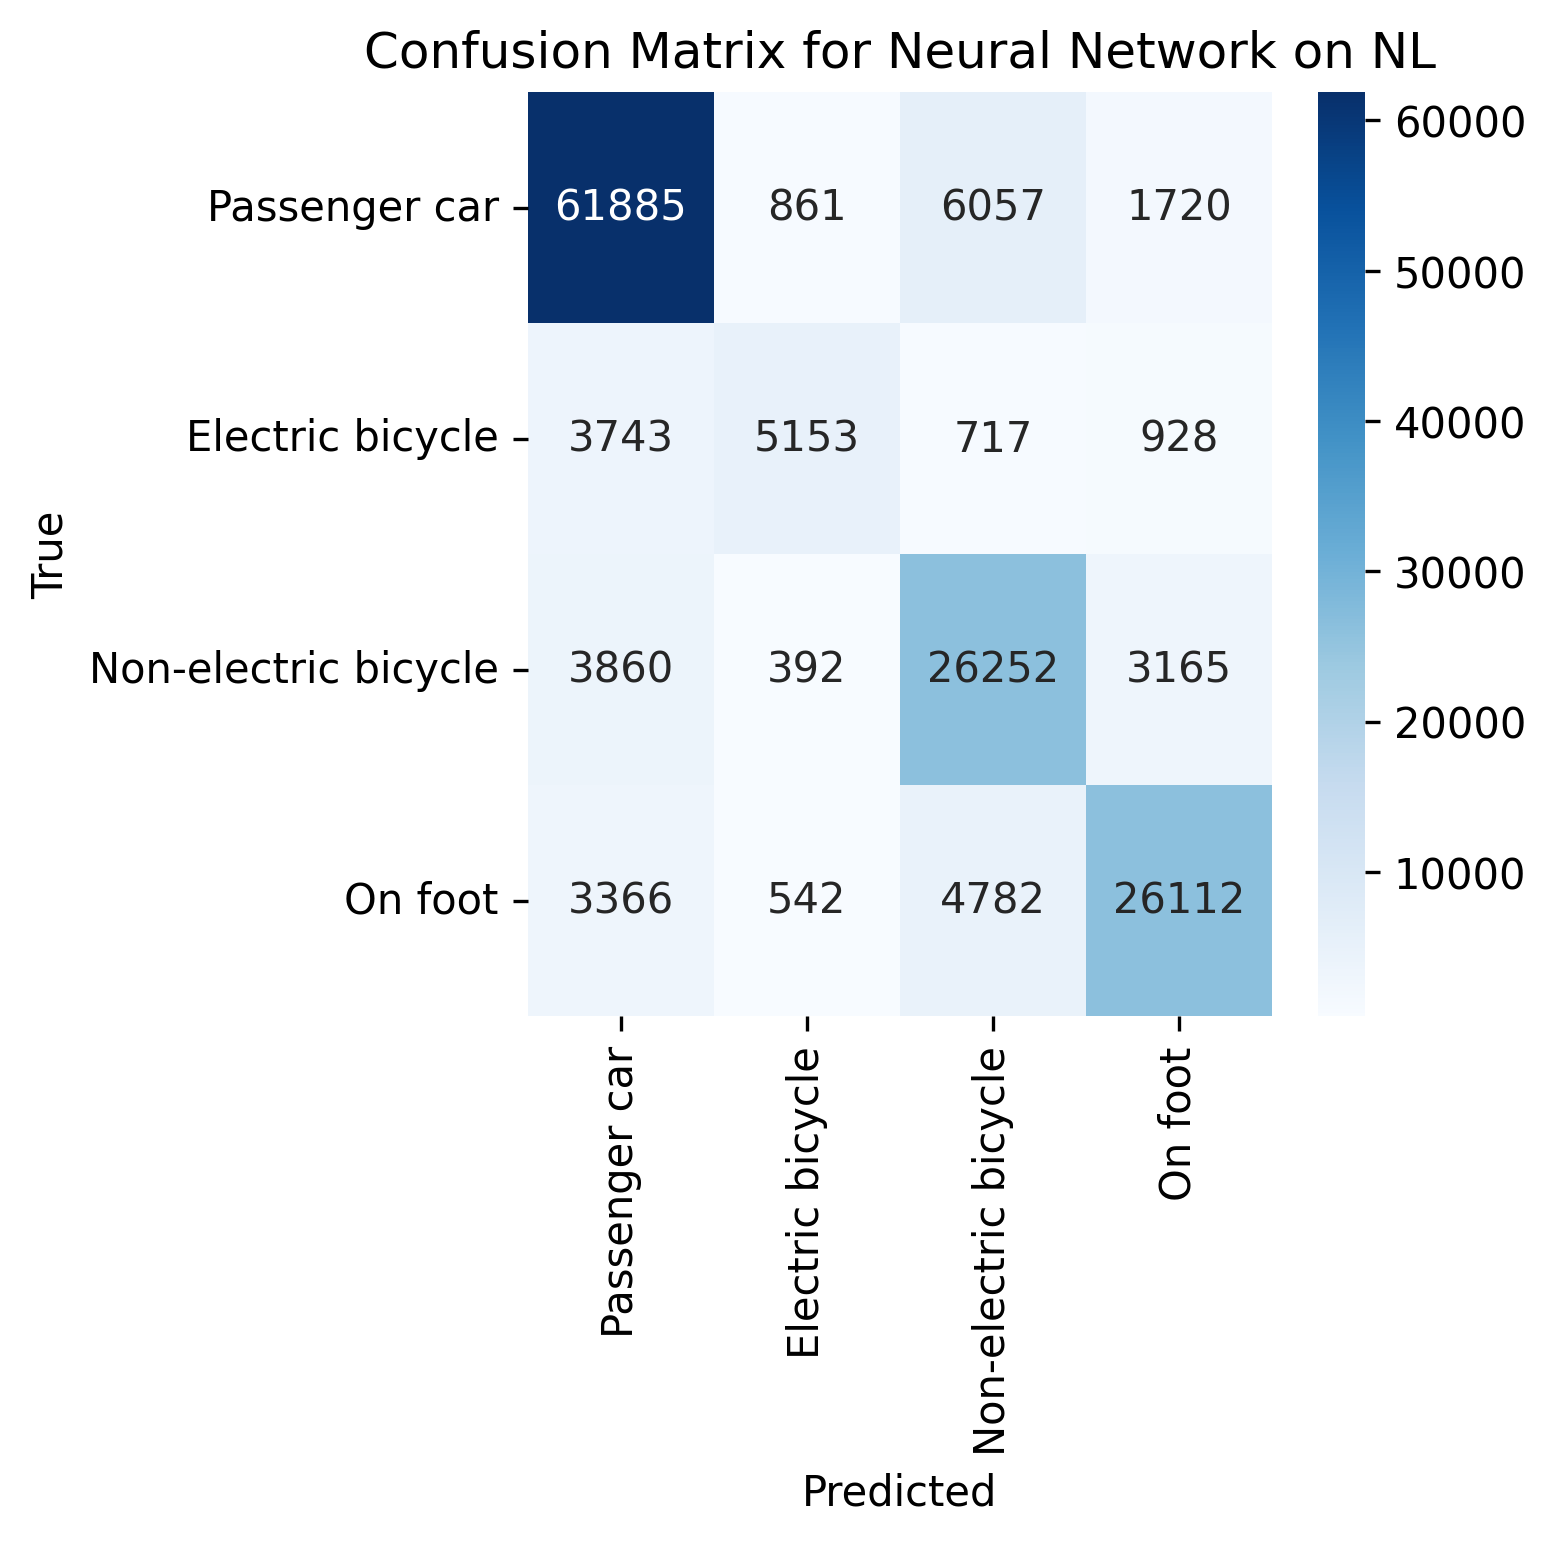 Confusion Matrix for Neural Network on NL
True
Passenger car 61885 861 6057 1720
Electric bicycle 3743 5153 717 928
Non-electric bicycle 3860 392 26252 3165
On foot 3366 542 4782 26112
Passenger car
Electric bicycle
Non-electric bicycle
On foot
Predicted
60000
50000
40000
30000
20000
10000